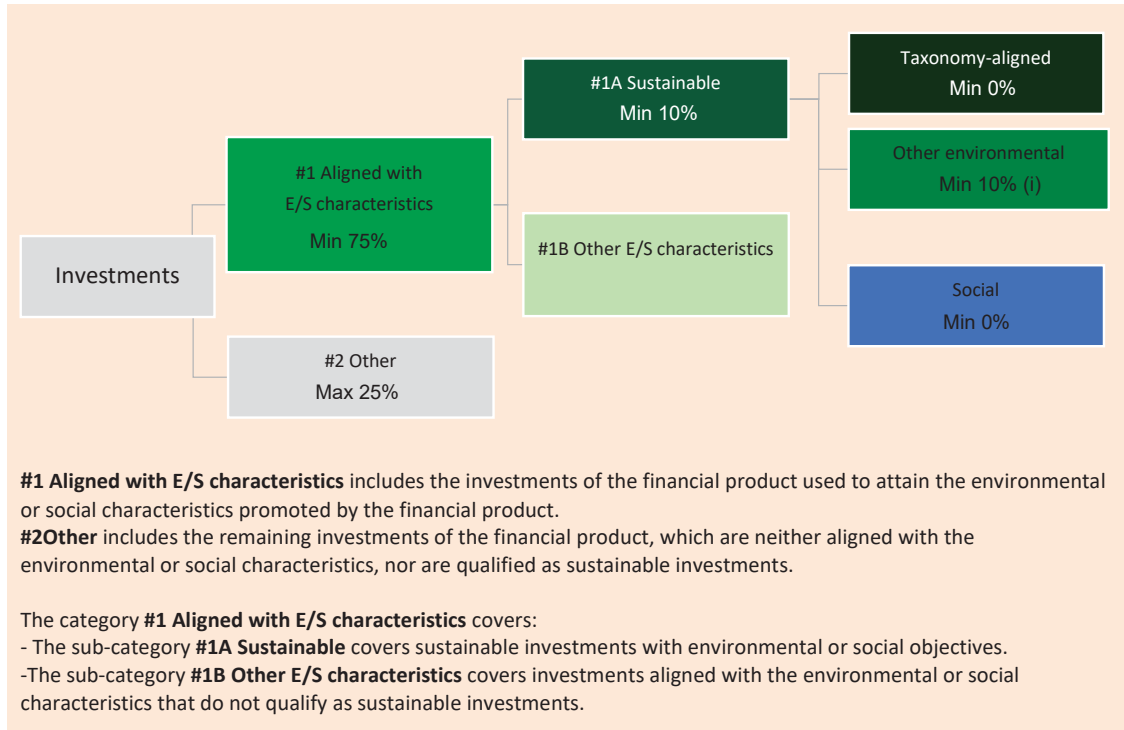 Taxonomy-aligned
Min 0%
#1A Sustainable
Min 10%
Other environmental
Min 10% (i)
#1 Aligned with
E/S characteristics
Min 75%
#1B Other E/S characteristics
Investments
Social
Min 0%
#2 Other
Max 25%
#1 Aligned with E/S characteristics includes the investments of the financial product used to attain the environmental
or social characteristics promoted by the financial product.
#2Other includes the remaining investments of the financial product, which are neither aligned with the
environmental or social characteristics, nor are qualified as sustainable investments.
The category #1 Aligned with E/S characteristics covers:
- The sub-category #1A Sustainable covers sustainable investments with environmental or social objectives.
-The sub-category #1B Other E/S characteristics covers investments aligned with the environmental or social
characteristics that do not qualify as sustainable investments.